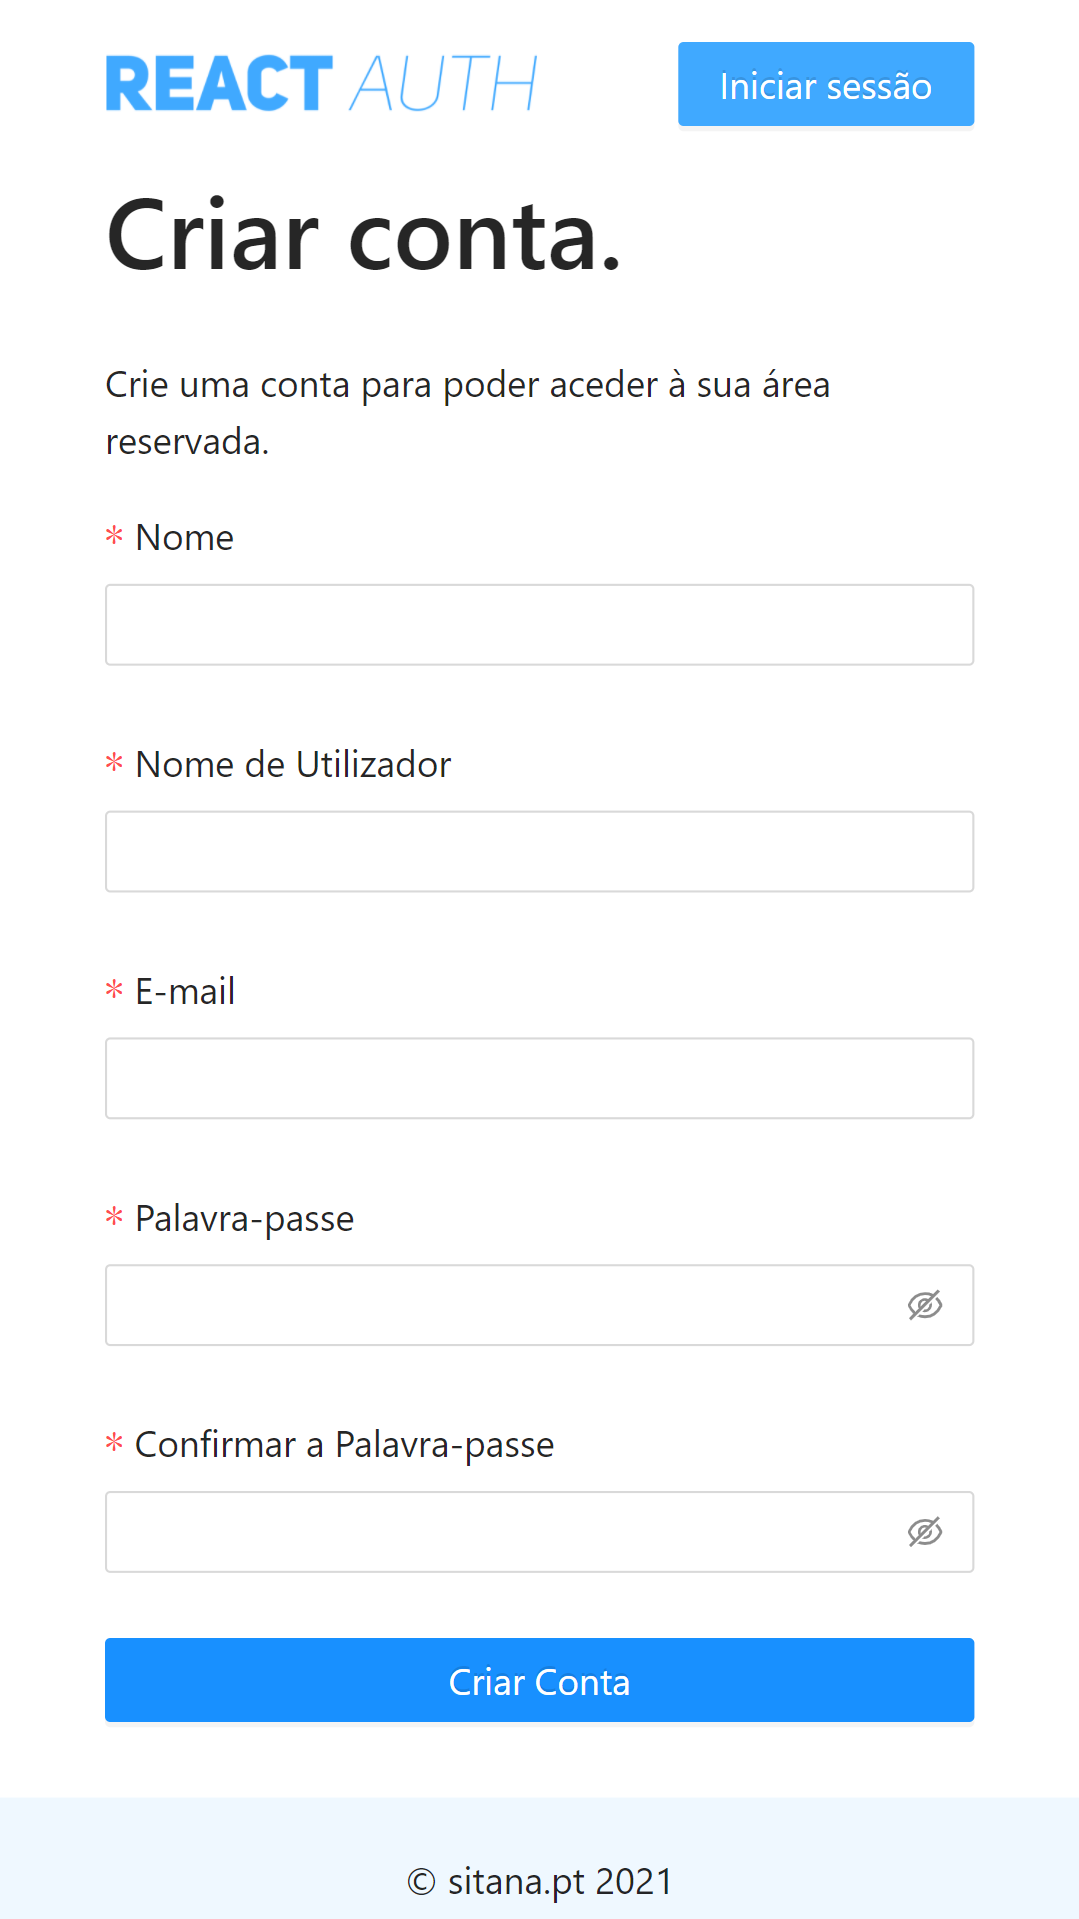 REACT AUTH
Iniciar sessão
Criar conta.
Crie uma conta para poder aceder à sua área
reservada.
* Nome
* Nome de Utilizador
* E-mail
* Palavra-passe
* Confirmar a Palavra-passe
Criar Conta
© sitana.pt 2021